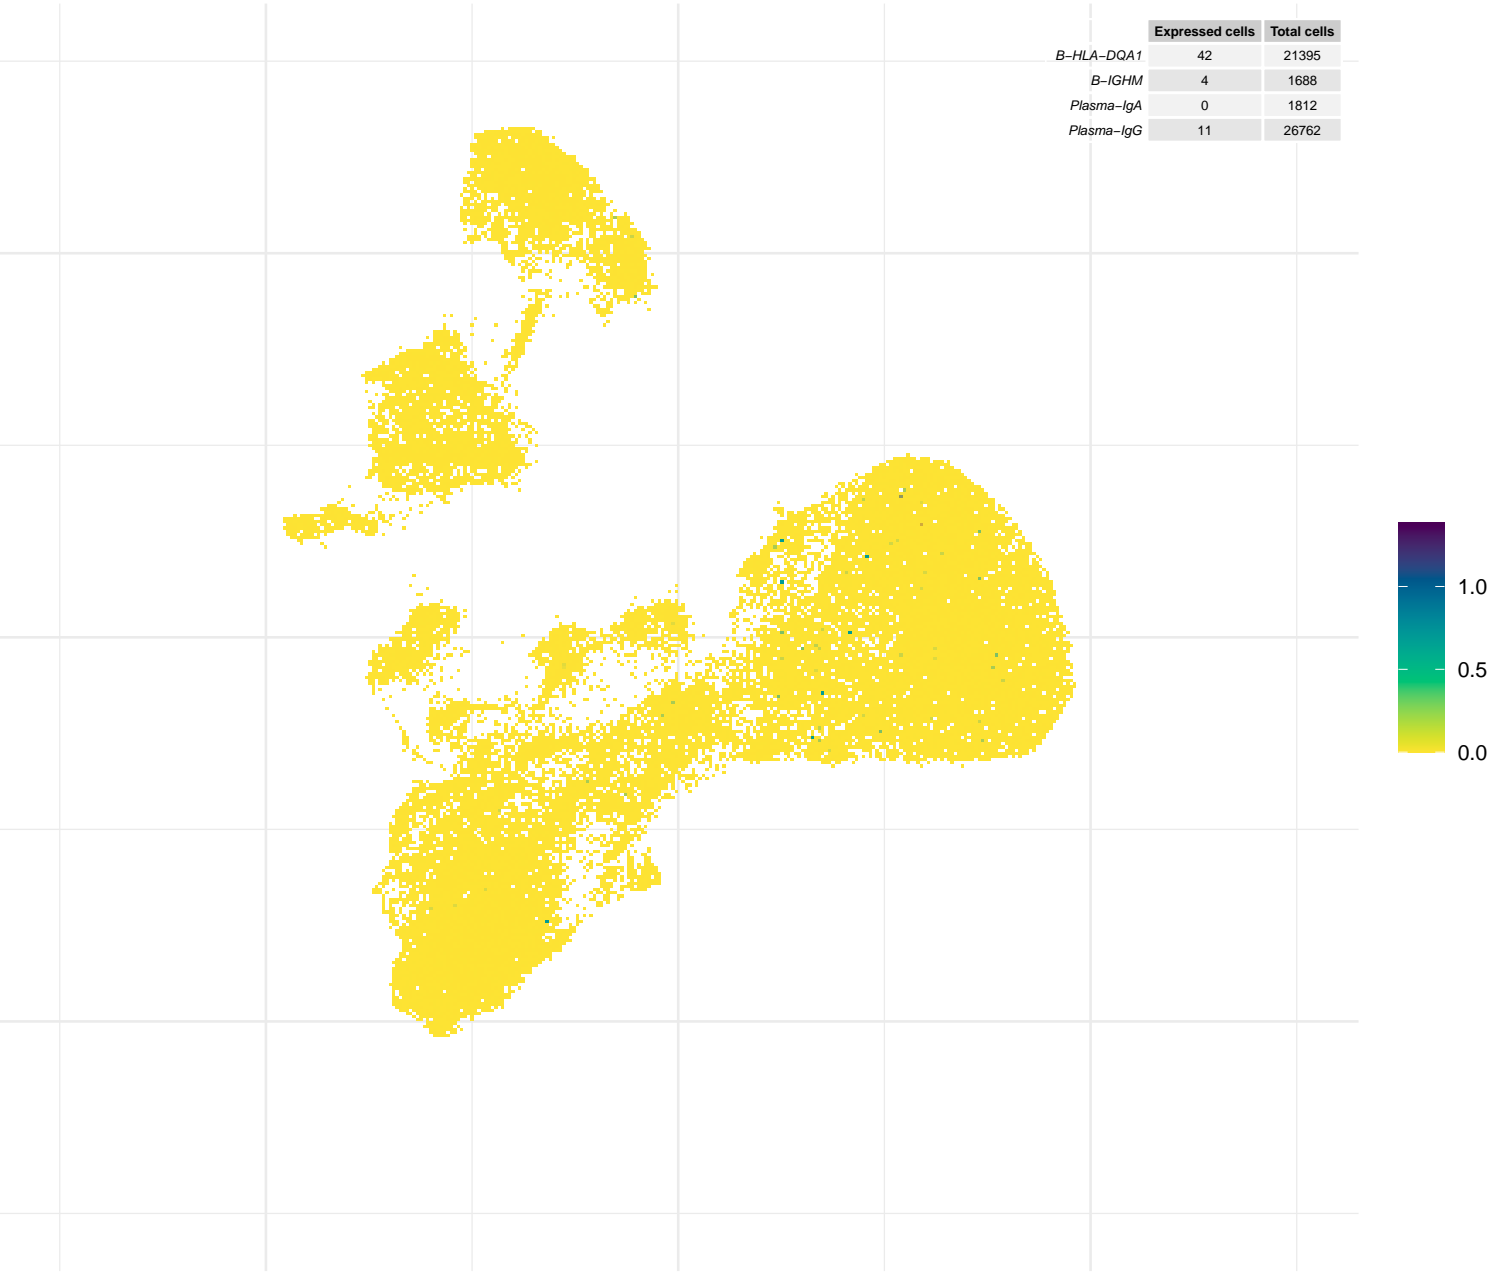 Expressed cells Total cells
B−HLA−DQA1 42 21395
B−IGHM 4 1688
Plasma−IgA 0 1812
Plasma−IgG 11 26762
1.0
0.5
0.0